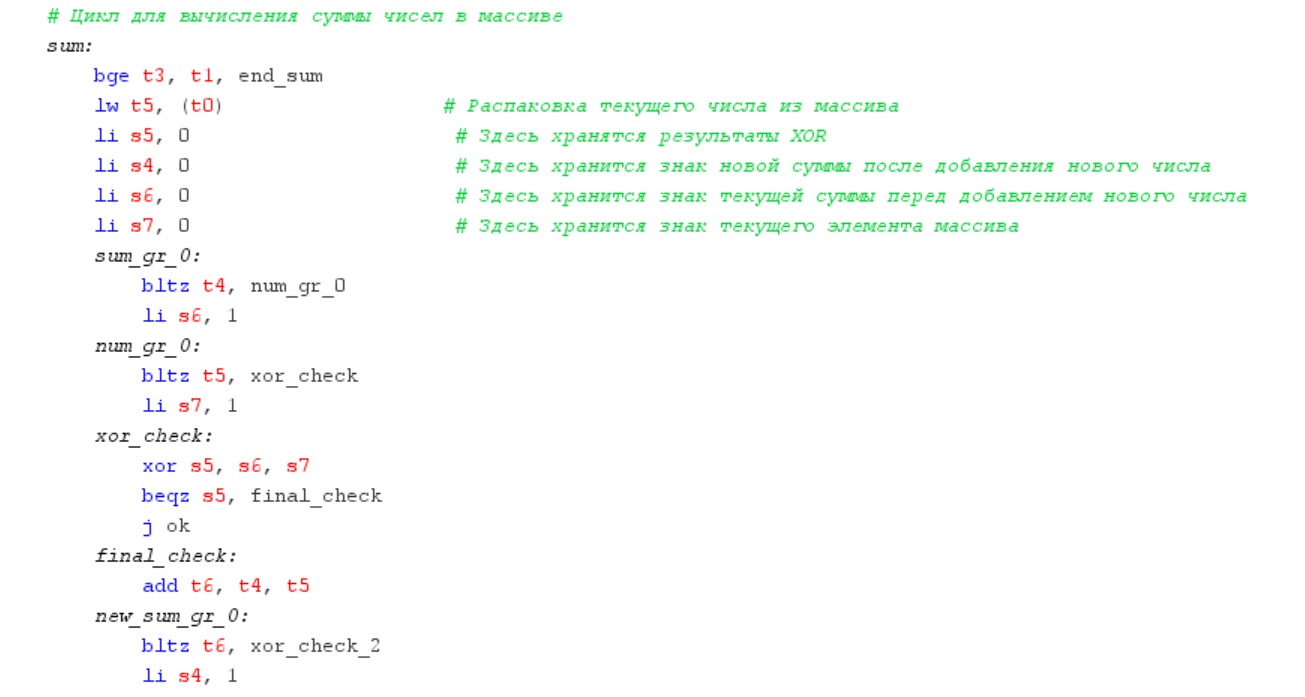 # Цикл для вычисления суммы чисел в массиве
sum:
bge t3, t1, end_sum
lw t5, (t0) # Распаковка текущего числа из массива
li s5, 0 # Здесь хранятся результаты XOR
li s4, 0 # Здесь хранится знак новой суммы после добавления нового числа
li s6, 0 # Здесь хранится знак текущей суммы перед добавлением нового числа
li s7, 0 # Здесь хранится знак текущего элемента массива
sum_gr_0:
bltz t4, num_gr_0
li s6, 1
num_gr_0:
bltz t5, xor_check
li s7, 1
xor_check:
xor s5, s6, s7
beqz s5, final_check
j ok
final_check:
add t6, t4, t5
new_sum_gr_0:
bltz t6, xor_check_2
li s4, 1